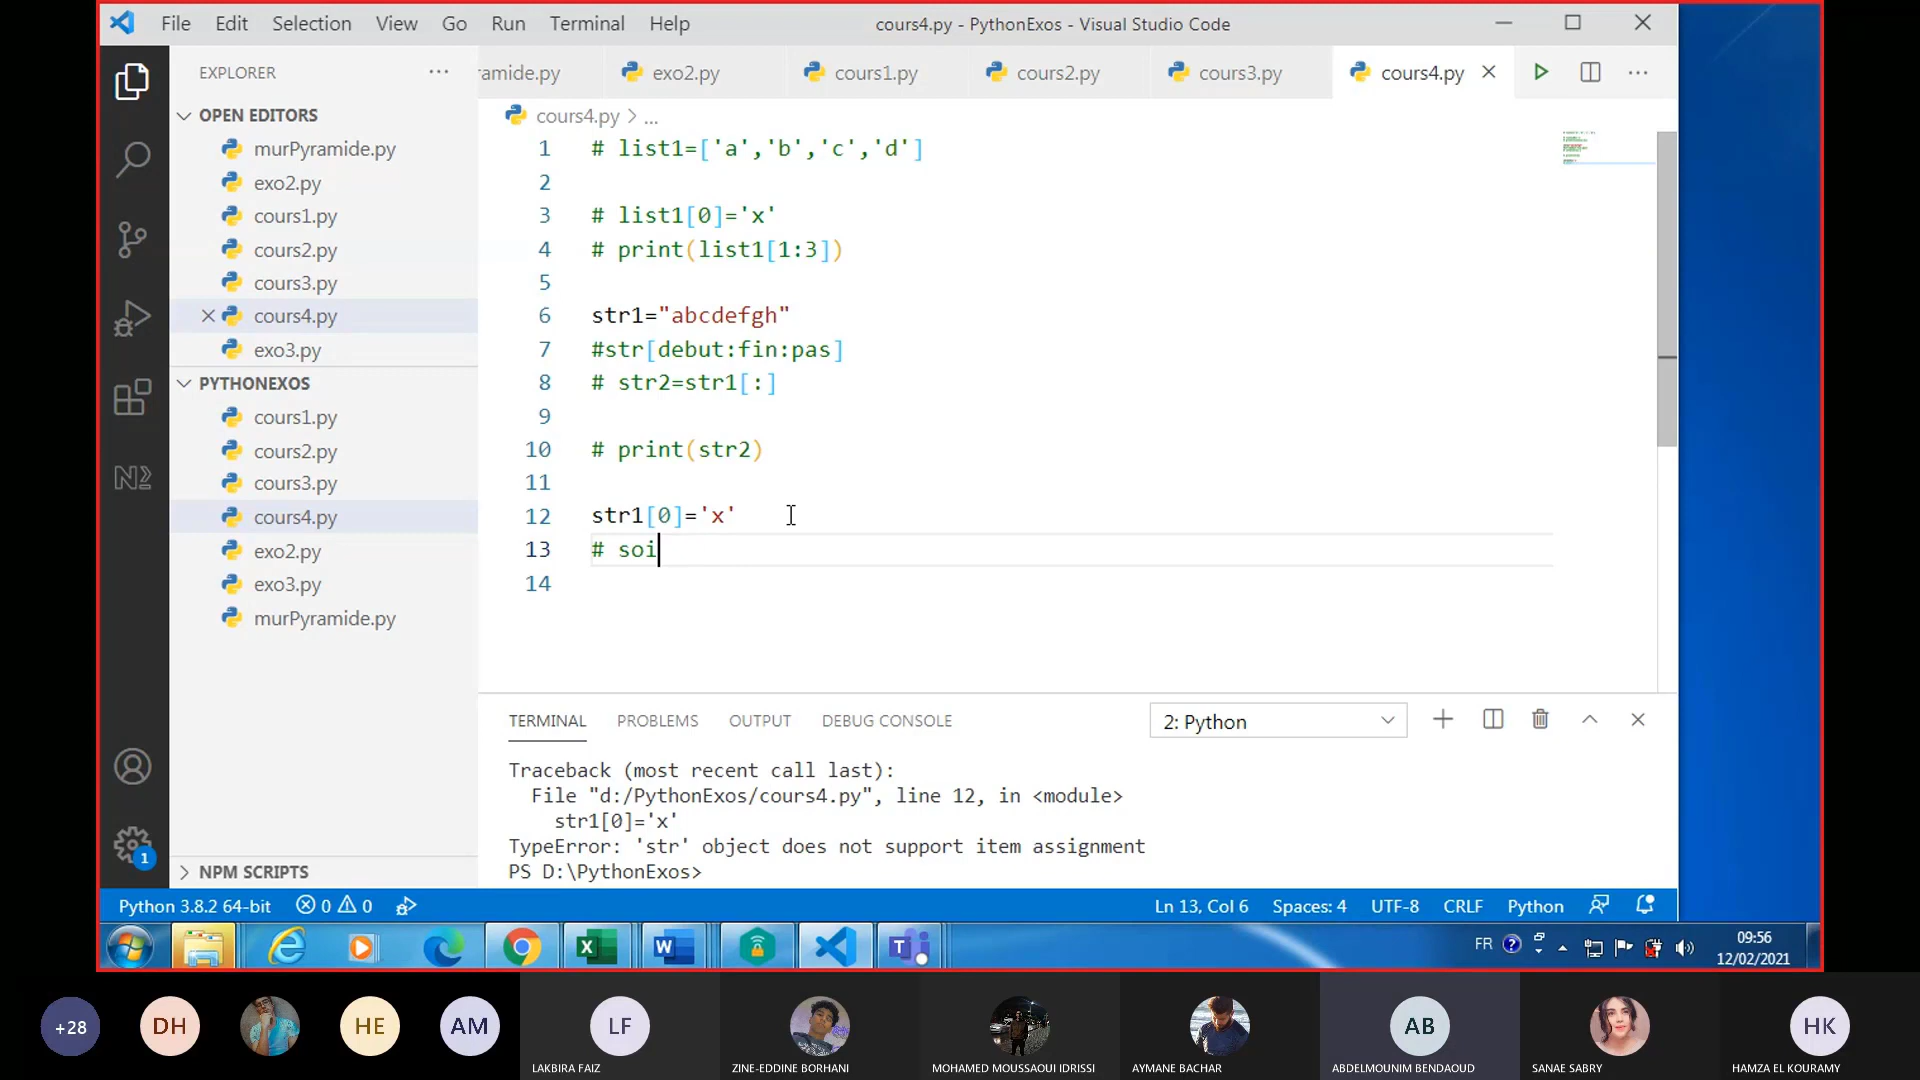 File Edit Selection View Go Run Terminal Help
cours4.py - PythonExos - Visual Studio Code
EXPLORER
ramide.py
exo2.py
cours1.py
cours2.py
cours3.py
cours4.py
OPEN EDITORS
murPyramide.py
exo2.py
cours1.py
cours2.py
cours3.py
cours4.py
exo3.py
PYTHONEXOS
cours1.py
cours2.py
cours3.py
cours4.py
exo2.py
exo3.py
murPyramide.py
NPM SCRIPTS
cours4.py > ...
1 # list1=['a','b','c','d']
2
3 # list1[0]='x'
4 # print(list1[1:3])
5
6 str1="abcdefgh"
7 #str[debut:fin:pas]
8 # str2=str1[:]
9
10 # print(str2)
11
12 str1[0]='x'
13 # soi
14
TERMINAL PROBLEMS OUTPUT DEBUG CONSOLE
2: Python
Traceback (most recent call last):
File "d:/PythonExos/cours4.py", line 12, in <module>
str1[0]='x'
TypeError: 'str' object does not support item assignment
PS D:\PythonExos>
1
Python 3.8.2 64-bit 0 0
Ln 13, Col 6 Spaces: 4 UTF-8 CRLF Python
FR
09:56
12/02/2021
+28
DH
HE
AM
LF
LAKBIRA FAIZ
ZINE-EDDINE BORHANI
MOHAMED MOUSSAOUI IDRISSI
AYMANE BACHAR
AB
ABDELMOUNIM BENDAOUD
SANAE SABRY
HK
HAMZA EL KOURAMY